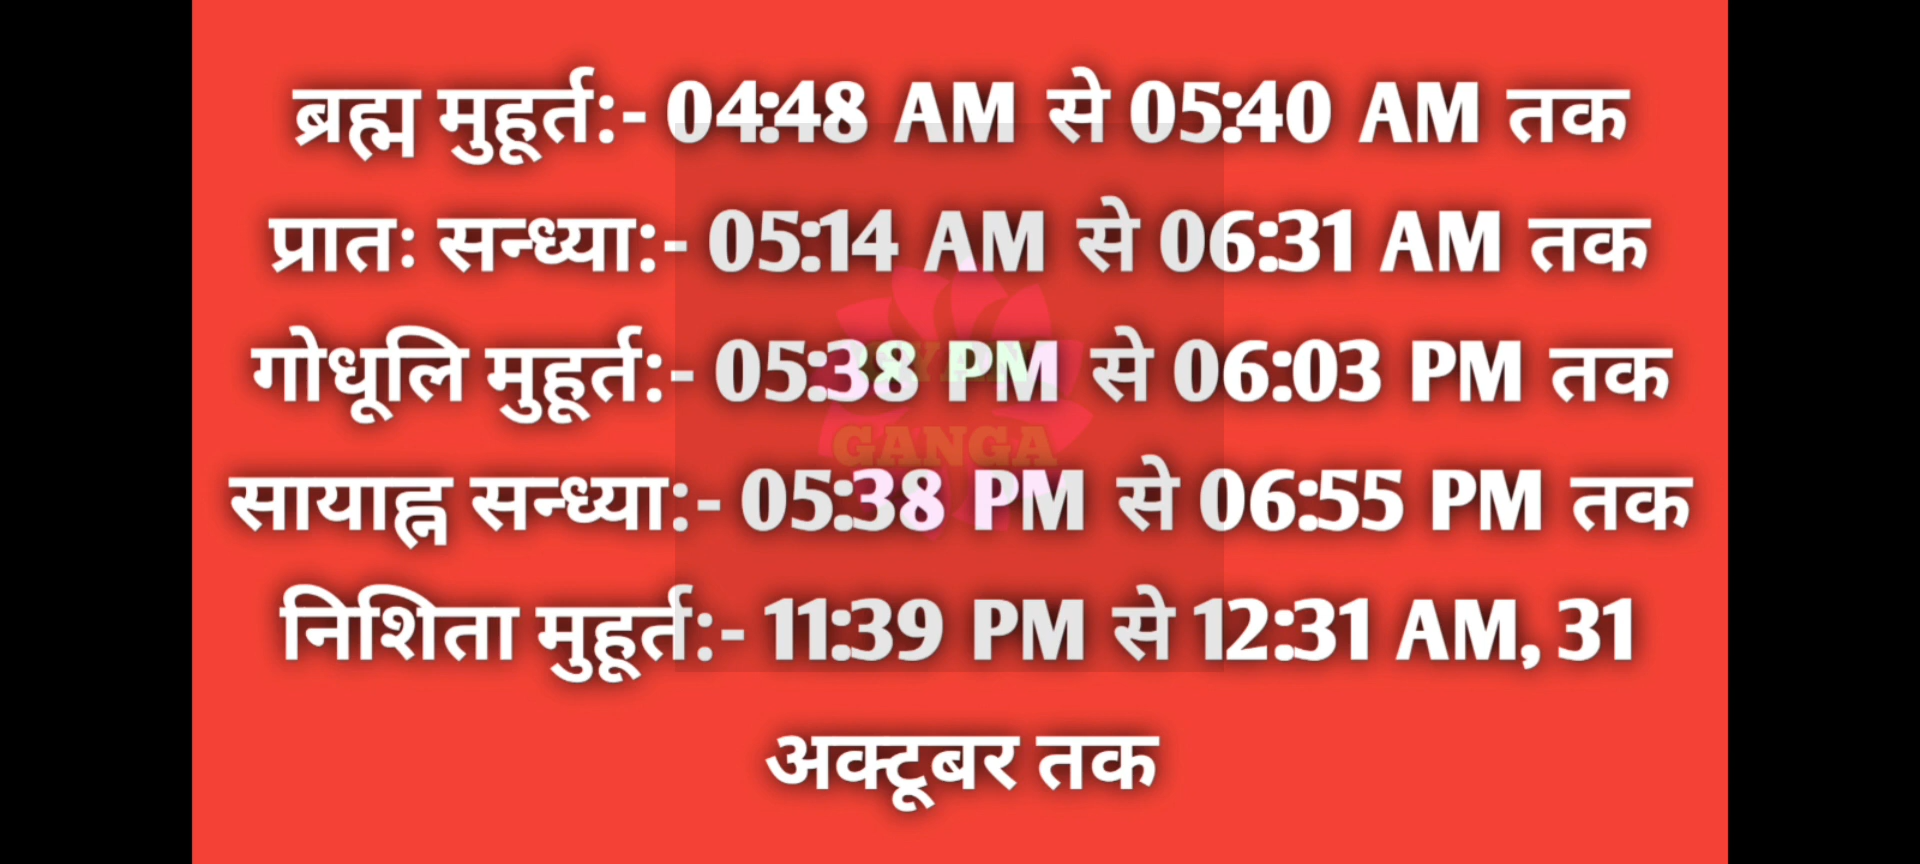 ब्रह्म मुहूर्त:- 04:48 AM से 05:40 AM तक
प्रातः सन्ध्या:- 05:14 AM से 06:31 AM तक
गोधूलि मुहूर्त:- 05:38 PM से 06:03 PM तक
GYAN
GANGA
सायाह्न सन्ध्या:- 05:38 PM से 06:55 PM तक
निशिता मुहूर्त:- 11:39 PM से 12:31 AM, 31
अक्टूबर तक